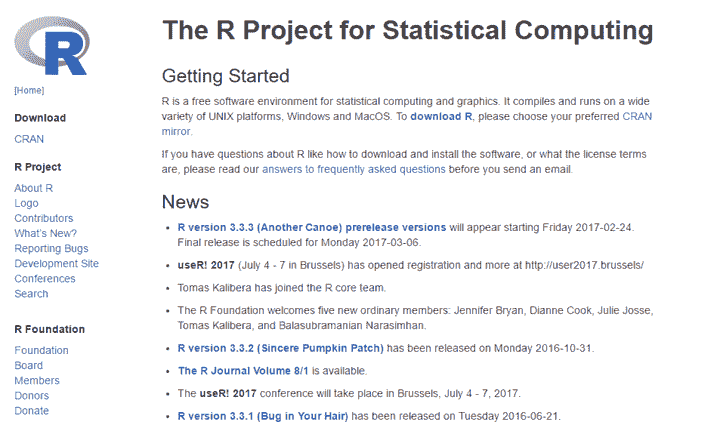 R
[Home]
Download
CRAN
R Project
About R
Logo
Contributors
What's New?
Reporting Bugs
Development Site
Conferences
Search
R Foundation
Foundation
Board
Members
Donors
Donate
The R Project for Statistical Computing
Getting Started
R is a free software environment for statistical computing and graphics. It compiles and runs on a wide
variety of UNIX platforms, Windows and MacOS. To download R, please choose your preferred CRAN
mirror.
If you have questions about R like how to download and install the software, or what the license terms
are, please read our answers to frequently asked questions before you send an email.
News
• R version 3.3.3 (Another Canoe) prerelease versions will appear starting Friday 2017-02-24.
Final release is scheduled for Monday 2017-03-06.
• useR! 2017 (July 4 - 7 in Brussels) has opened registration and more at http://user2017.brussels/
• Tomas Kalibera has joined the R core team.
• The R Foundation welcomes five new ordinary members: Jennifer Bryan, Dianne Cook, Julie Josse,
Tomas Kalibera, and Balasubramanian Narasimhan.
• R version 3.3.2 (Sincere Pumpkin Patch) has been released on Monday 2016-10-31.
• The R Journal Volume 8/1 is available.
• The useR! 2017 conference will take place in Brussels, July 4 - 7, 2017.
• R version 3.3.1 (Bug in Your Hair) has been released on Tuesday 2016-06-21.